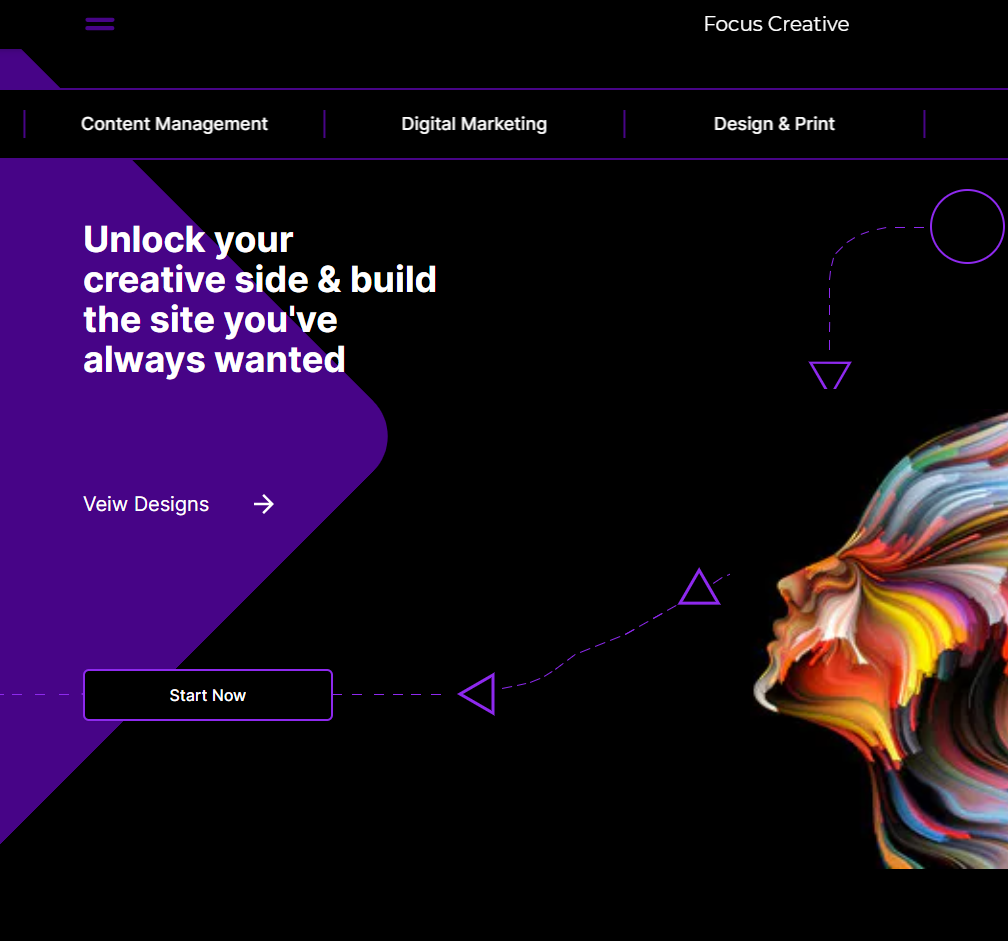 Focus Creative
Content Management
Digital Marketing
Design & Print
Unlock your
creative side & build
the site you've
always wanted
Veiw Designs
Start Now